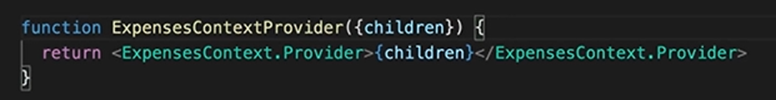 function ExpensesContextProvider({children}) {
  return <ExpensesContext.Provider>{children}</ExpensesContext.Provider>
}